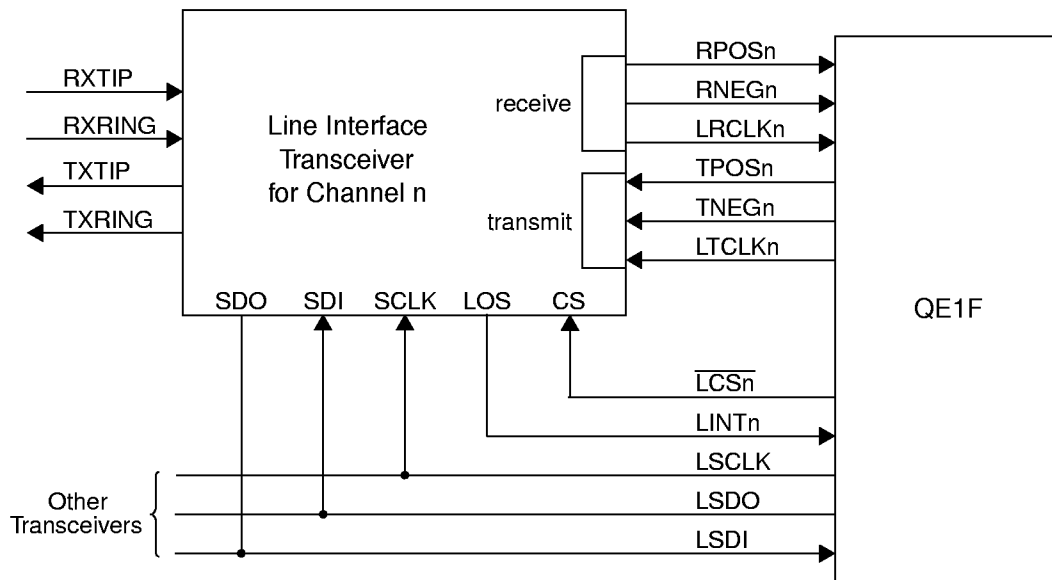 RXTIP
RXRING
TXTIP
TXRING
Line Interface
Transceiver
for Channel n
receive
transmit
SDO SDI SCLK LOS CS
RPOSn
RNEGn
LRCLKn
TPOSn
TNEGn
LTCLKn
QE1F
LCSn
LINTn
LSCLK
LSDO
LSDI
Other
Transceivers